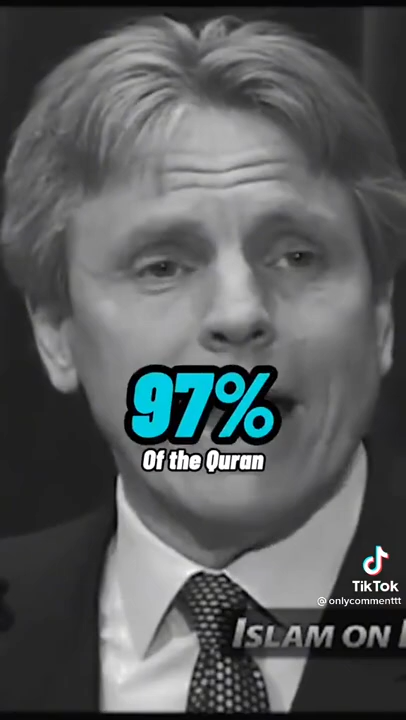 97%
Of the Quran
TikTok
@onlycommenttt
ISLAM ON